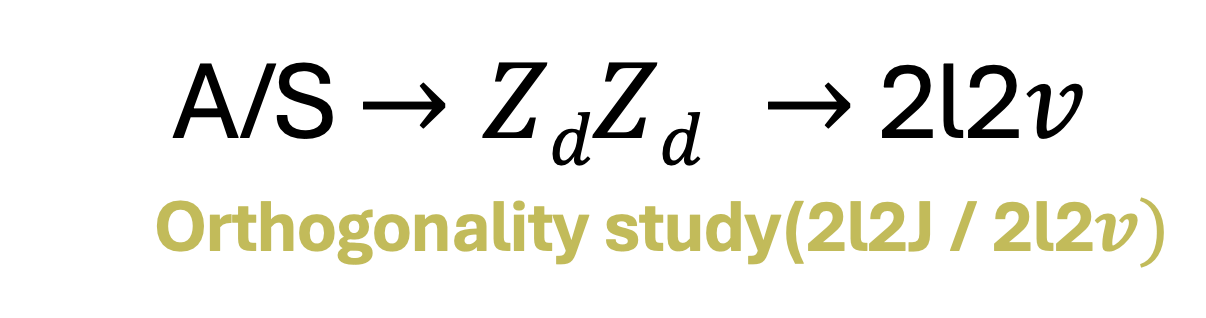 A/S → Z_d Z_d → 2l2ν
Orthogonality study(2l2J / 2l2ν)